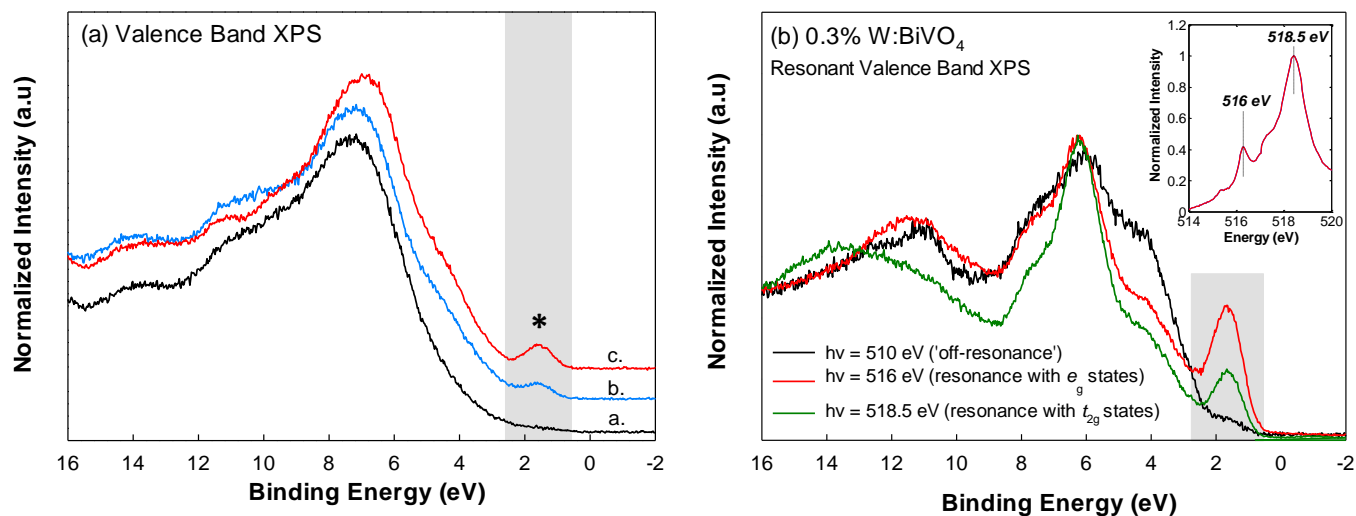 (a) Valence Band XPS
Normalized Intensity (a.u)
*
c.
b.
a.
16 14 12 10 8 6 4 2 0 -2
Binding Energy (eV)
(b) 0.3% W:BiVO4
Resonant Valence Band XPS
Normalized Intensity (a.u)
hν = 510 eV ('off-resonance')
hν = 516 eV (resonance with eg states)
hν = 518.5 eV (resonance with t2g states)
16 14 12 10 8 6 4 2 0 -2
Binding Energy (eV)
Normalized Intensity
1.2
1
0.8
0.6
0.4
0.2
0
518.5 eV
516 eV
514 516 518 520
Energy (eV)